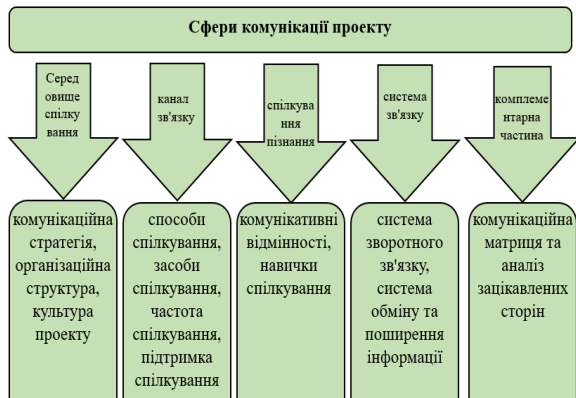 Сфери комунікації проекту
Серед
овище
спілку
вання
канал
зв'язку
спілкува
ння
пізнання
система
зв'язку
комплеме
нтарна
частина
комунікаційна
стратегія,
організаційна
структура,
культура
проекту
способи
спілкування,
засоби
спілкування,
частота
спілкування,
підтримка
спілкування
комунікативні
відмінності,
навички
спілкування
система
зворотного
зв'язку,
система
обміну та
поширення
інформації
комунікаційна
матриця та
аналіз
зацікавлених
сторін